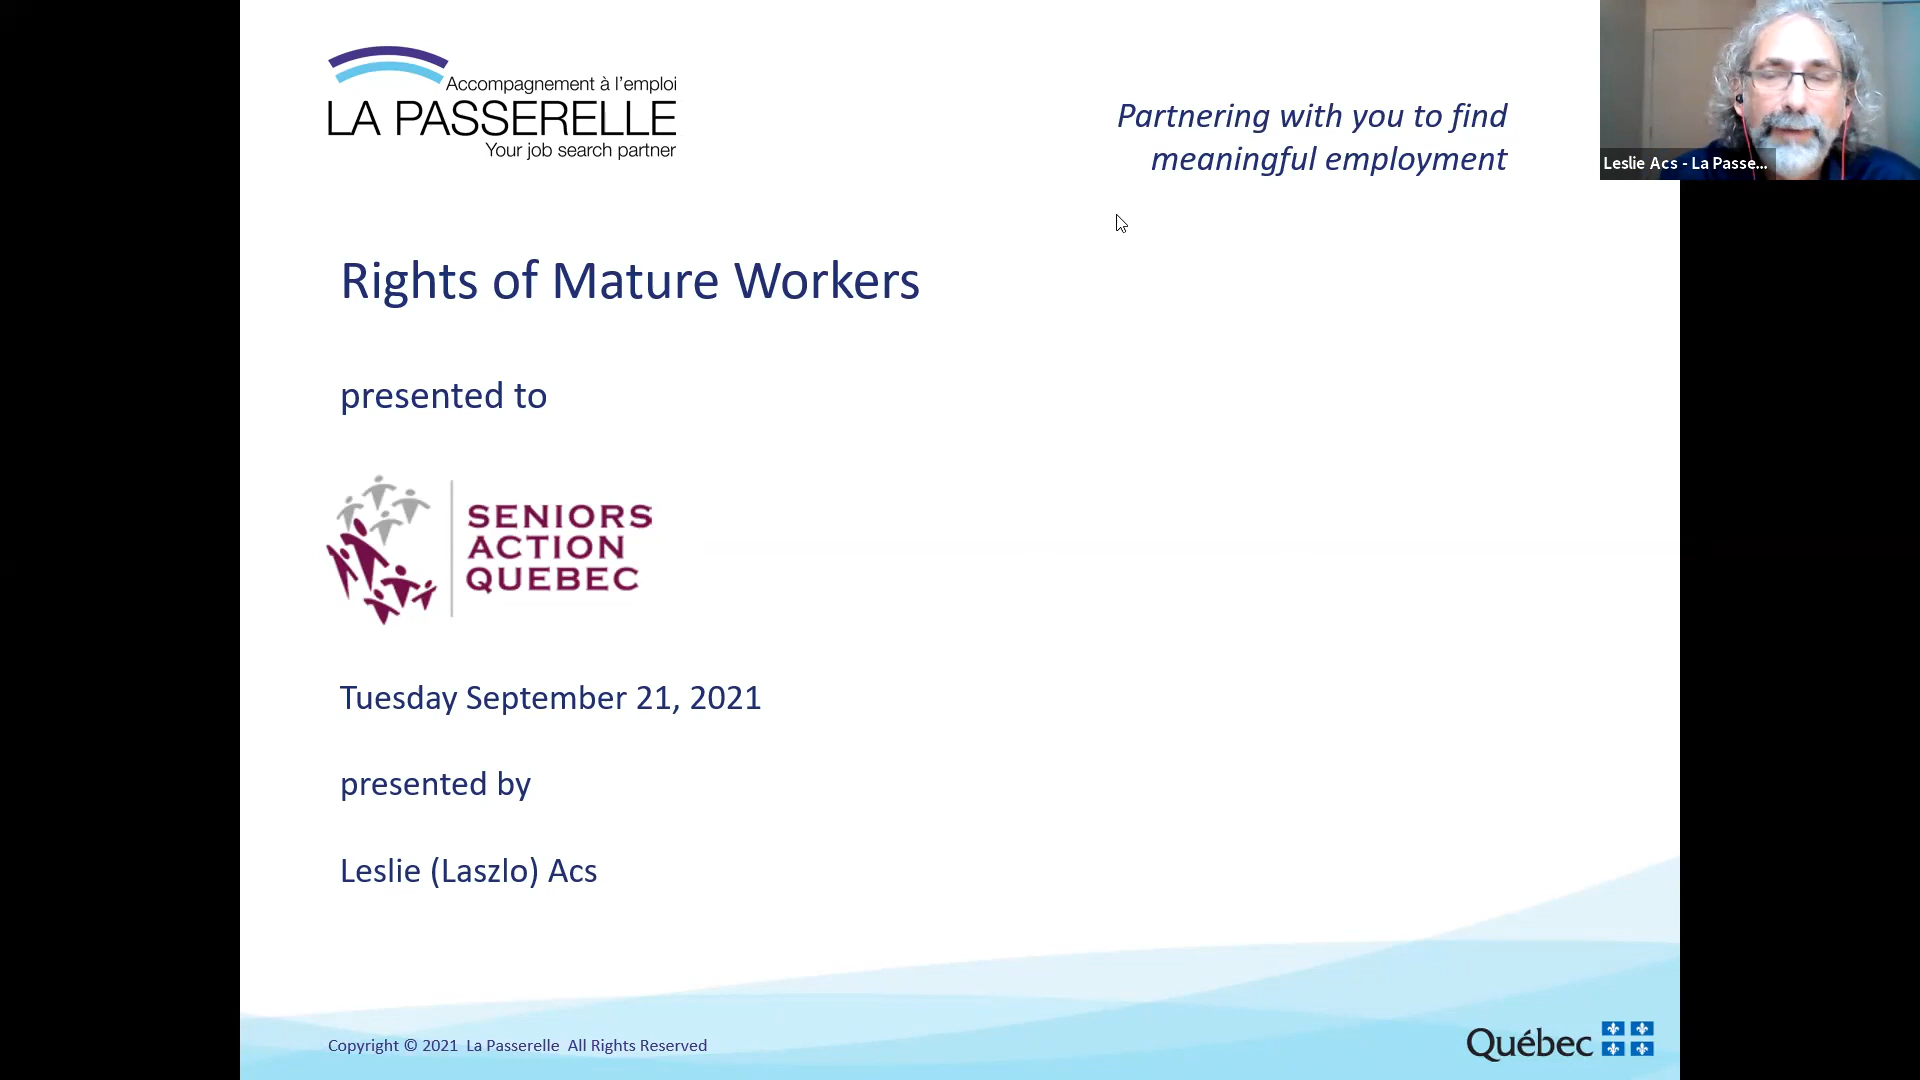 Accompagnement à l'emploi
LA PASSERELLE
Your job search partner
Partnering with you to find
meaningful employment
Leslie Acs - La Passe...
Rights of Mature Workers
presented to
SENIORS
ACTION
QUEBEC
Tuesday September 21, 2021
presented by
Leslie (Laszlo) Acs
Copyright © 2021 La Passerelle All Rights Reserved
Québec